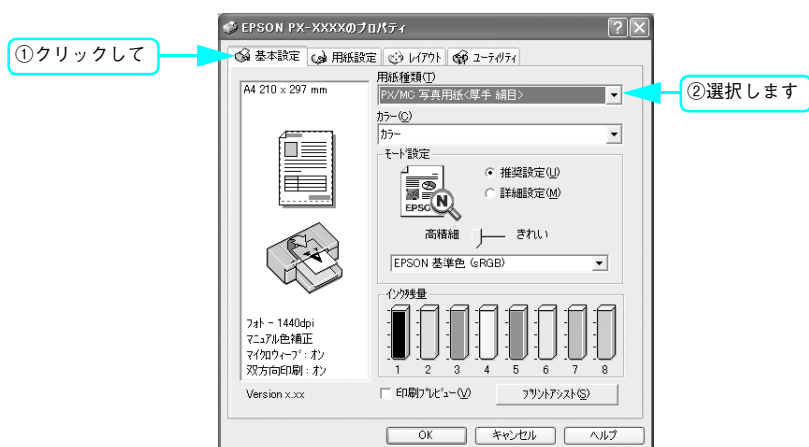 EPSON PX-XXXXのプロパティ
①クリックして
基本設定 用紙設定 レイアウト ユーティリティ
用紙種類(T)
A4 210 x 297 mm
PX/MC 写真用紙<厚手 絹目>
②選択します
カラー(C)
カラー
モード設定
推奨設定(U)
詳細設定(M)
EPSON
N
高精細 きれい
EPSON 基準色 (sRGB)
インク残量
フォト - 1440dpi
マニュアル色補正
マイクロウィーブ: オン
双方向印刷: オン
1 2 3 4 5 6 7 8
Version x.xx
印刷プレビュー(V)
プリントアシスト(S)
OK キャンセル ヘルプ